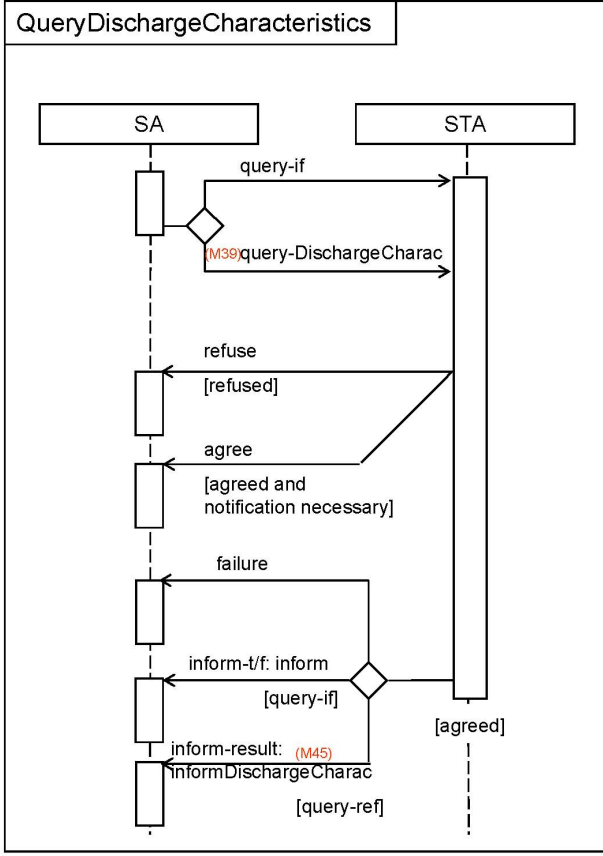 QueryDischargeCharacteristics
SA
STA
query-if
(M39)query-DischargeCharac
refuse
[refused]
agree
[agreed and
notification necessary]
failure
inform-t/f: inform
[query-if]
[agreed]
inform-result: (M45)
informDischargeCharac
[query-ref]